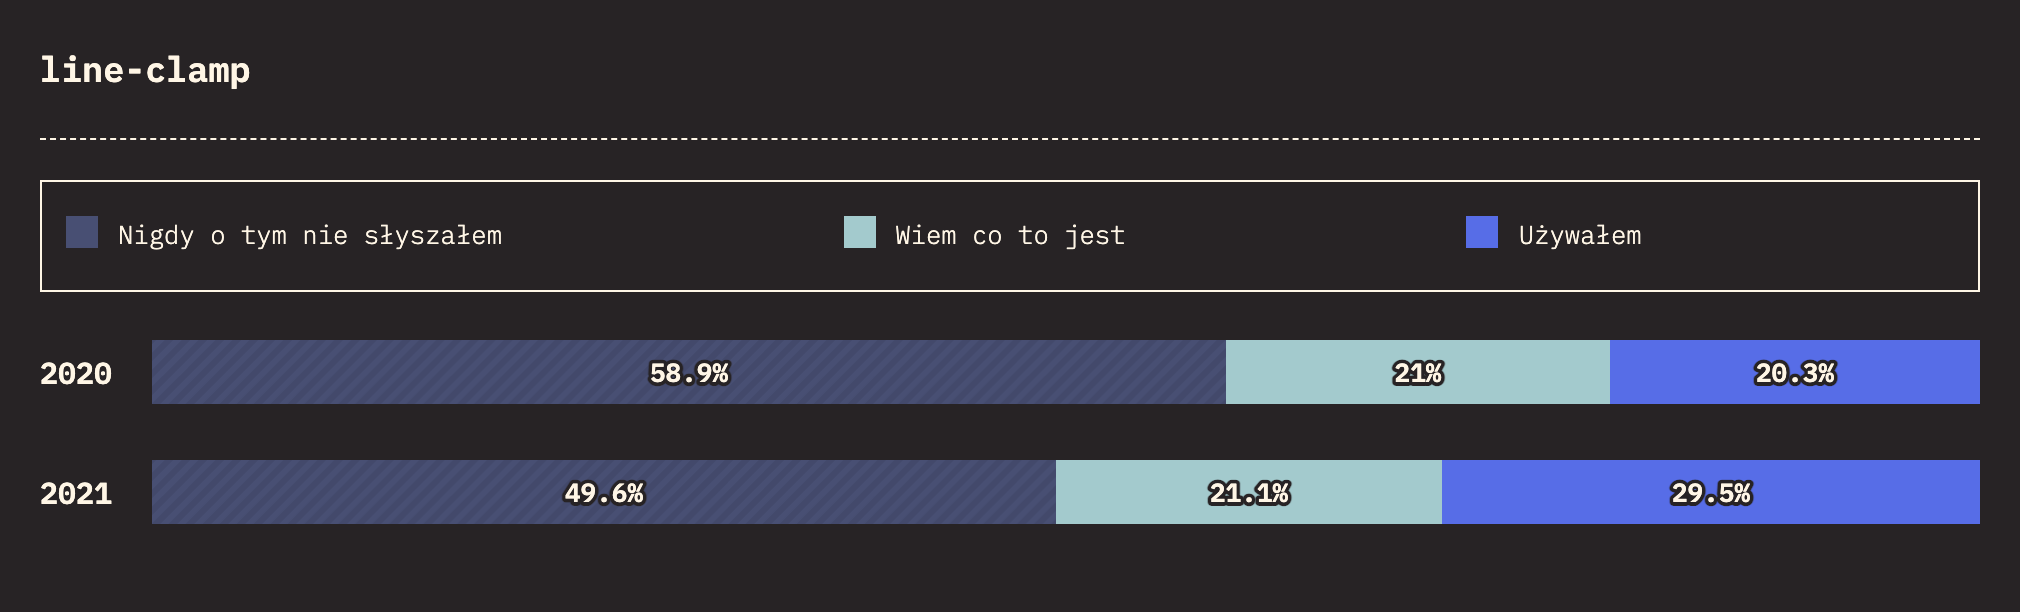 line-clamp
Nigdy o tym nie słyszałem Wiem co to jest Używałem
2020 58.9% 21% 20.3%
2021 49.6% 21.1% 29.5%